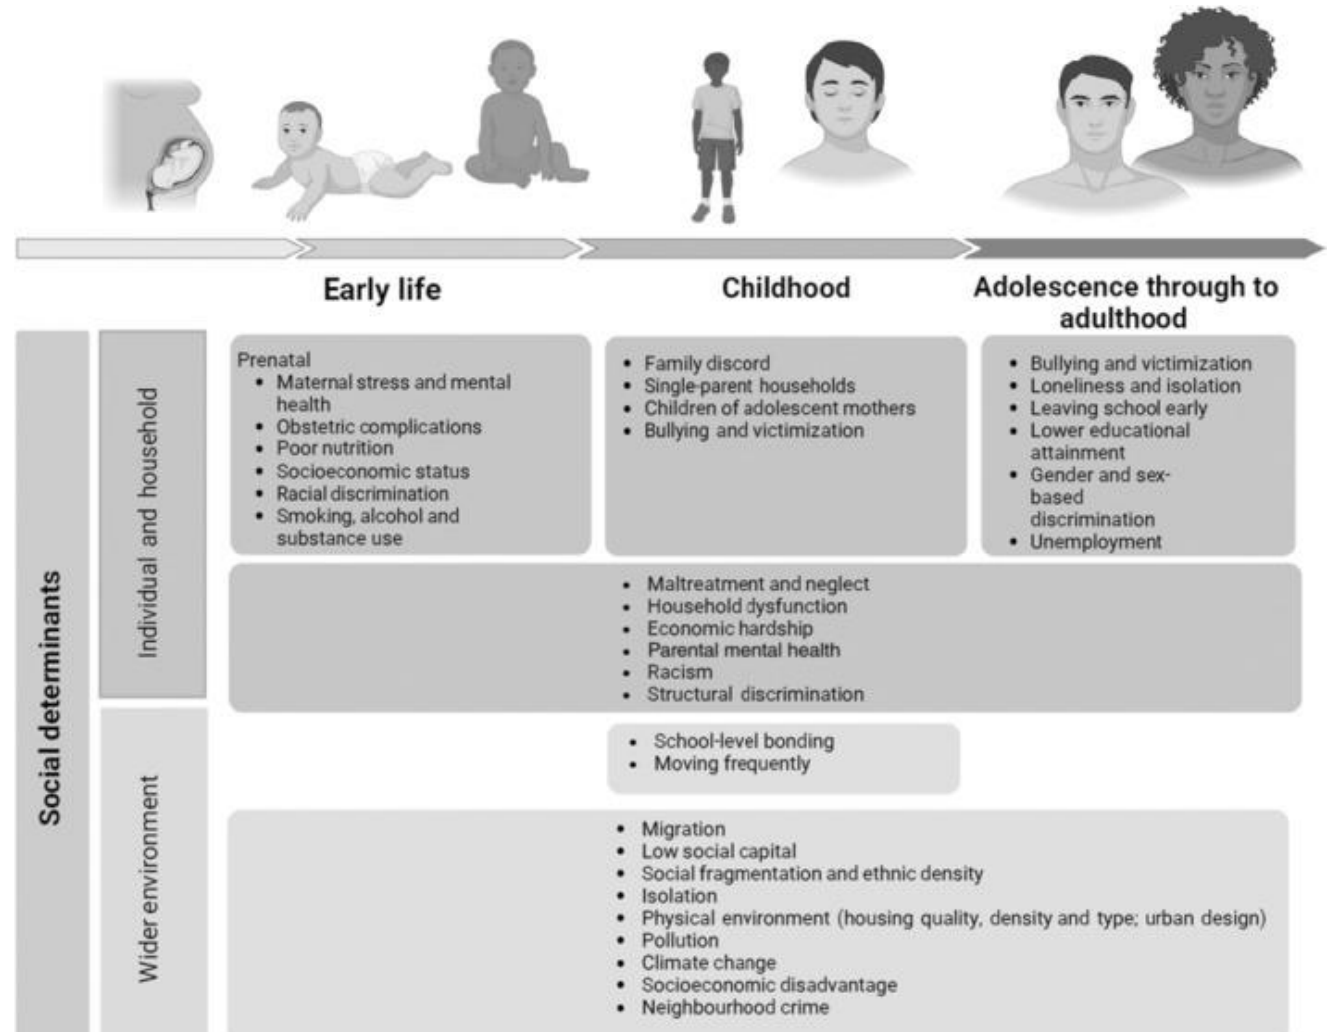 Early life
Childhood
Adolescence through to
adulthood
Social determinants
Individual and household
Prenatal
• Maternal stress and mental
health
• Obstetric complications
• Poor nutrition
• Socioeconomic status
• Racial discrimination
• Smoking, alcohol and
substance use
• Family discord
• Single-parent households
• Children of adolescent mothers
• Bullying and victimization
• Bullying and victimization
• Loneliness and isolation
• Leaving school early
• Lower educational
attainment
• Gender and sex-
based
discrimination
• Unemployment
• Maltreatment and neglect
• Household dysfunction
• Economic hardship
• Parental mental health
• Racism
• Structural discrimination
Wider environment
• School-level bonding
• Moving frequently
• Migration
• Low social capital
• Social fragmentation and ethnic density
• Isolation
• Physical environment (housing quality, density and type; urban design)
• Pollution
• Climate change
• Socioeconomic disadvantage
• Neighbourhood crime